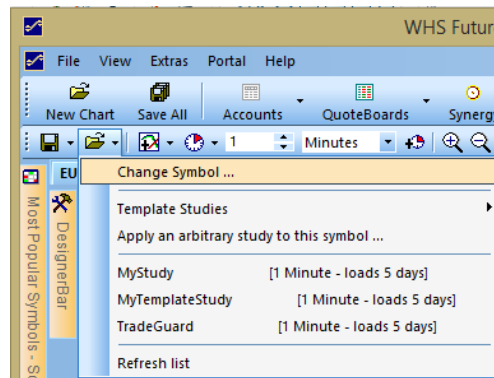 WHS Futur
File View Extras Portal Help
New Chart Save All Accounts QuoteBoards Synergy
1 Minutes
EU
Change Symbol ...
Template Studies
Apply an arbitrary study to this symbol ...
MyStudy [1 Minute - loads 5 days]
MyTemplateStudy [1 Minute - loads 5 days]
TradeGuard [1 Minute - loads 5 days]
Refresh list
Most Popular Symbols - Sc
DesignerBar